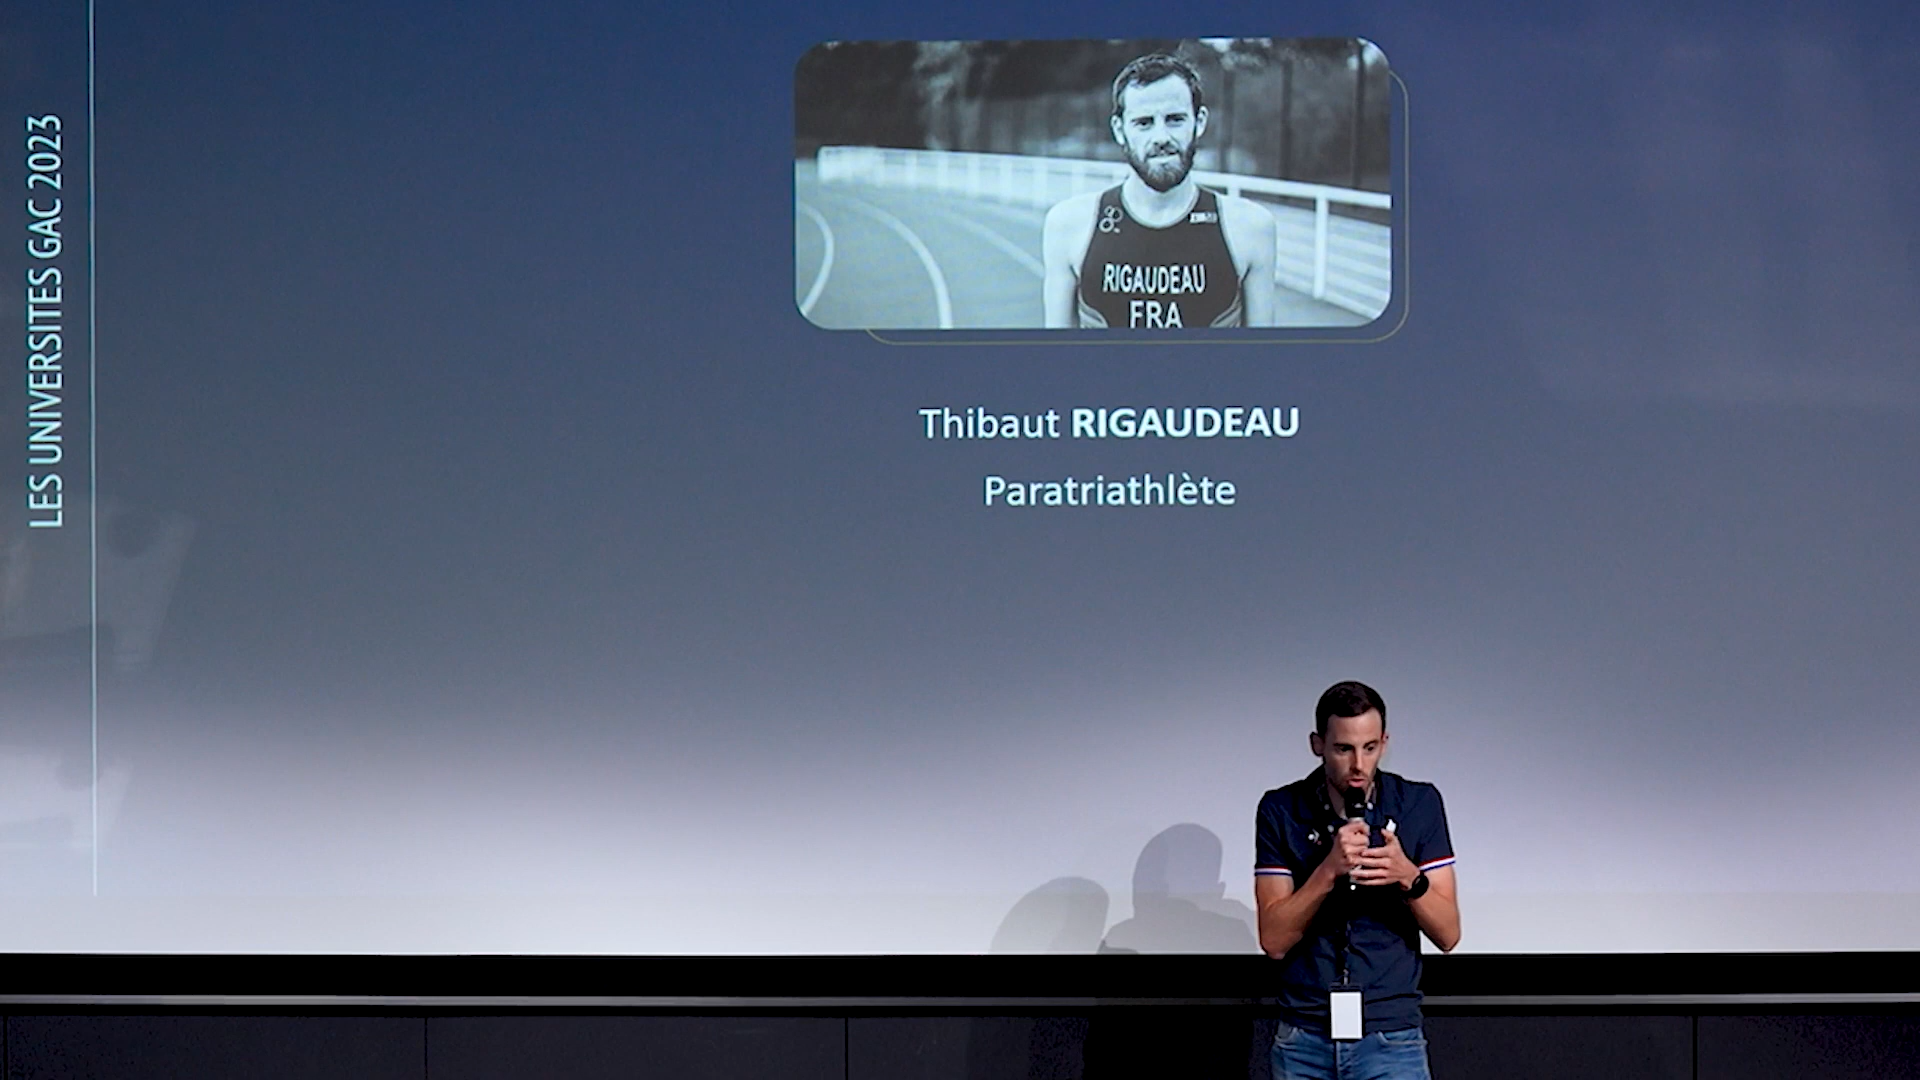 LES UNIVERSITES GAC 2023
RIGAUDEAU
FRA
Thibaut RIGAUDEAU
Paratriathlète